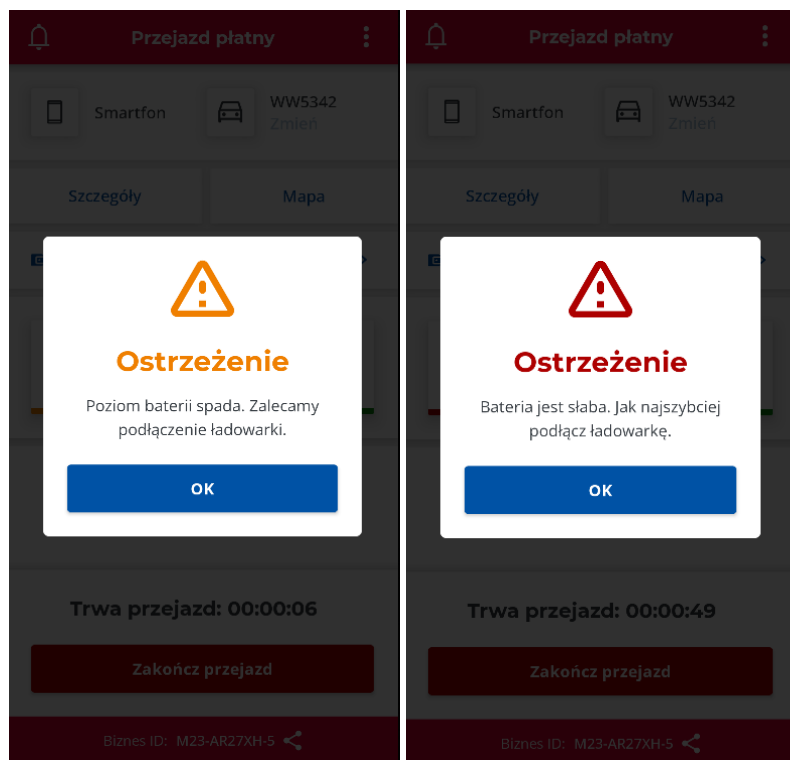 Przejazd płatny
Smartfon
WW5342
Zmień
Szczegóły
Mapa
Ostrzeżenie
Poziom baterii spada. Zalecamy
podłączenie ładowarki.
OK
Trwa przejazd: 00:00:06
Zakończ przejazd
Biznes ID: M23-AR27XH-5
Przejazd płatny
Smartfon
WW5342
Zmień
Szczegóły
Mapa
Ostrzeżenie
Bateria jest słaba. Jak najszybciej
podłącz ładowarkę.
OK
Trwa przejazd: 00:00:49
Zakończ przejazd
Biznes ID: M23-AR27XH-5